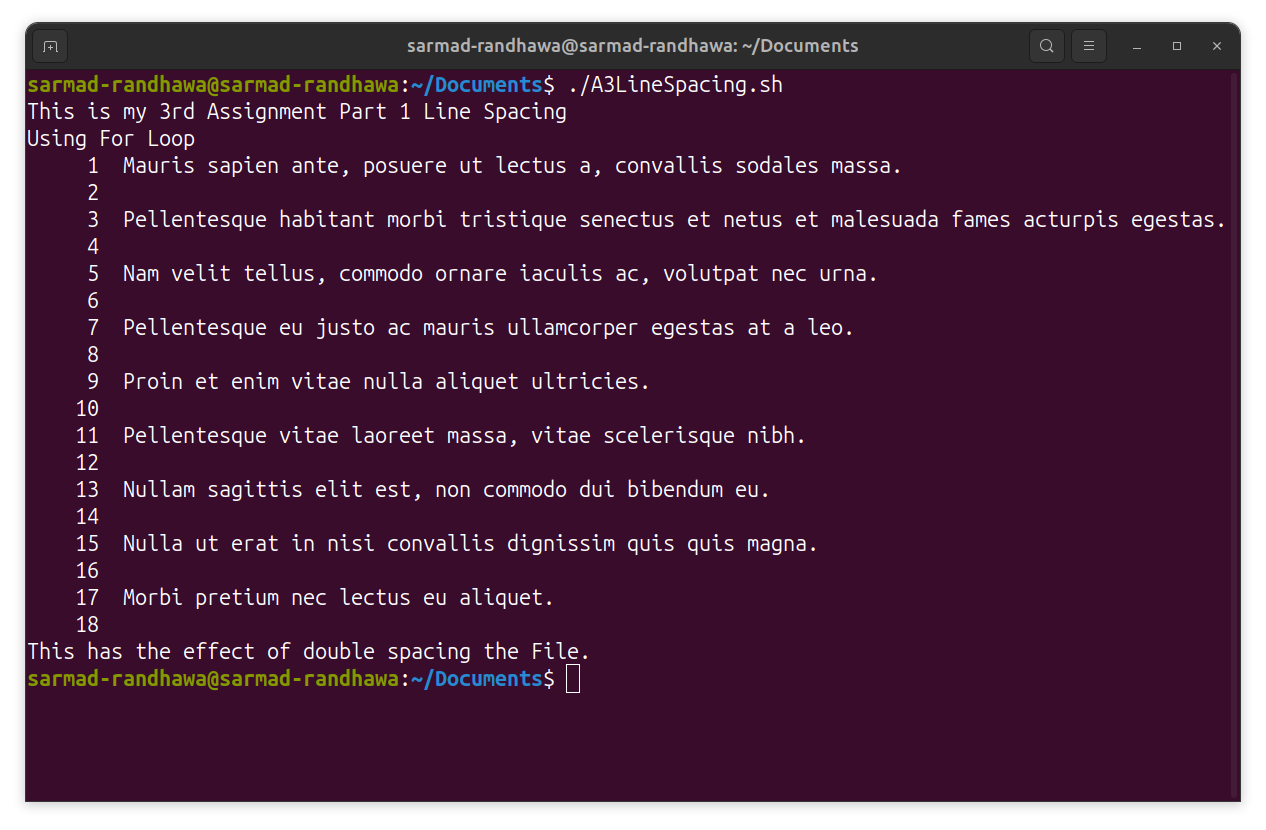 sarmad-randhawa@sarmad-randhawa: ~/Documents
sarmad-randhawa@sarmad-randhawa:~/Documents$ ./A3LineSpacing.sh
This is my 3rd Assignment Part 1 Line Spacing
Using For Loop
1 Mauris sapien ante, posuere ut lectus a, convallis sodales massa.
2
3 Pellentesque habitant morbi tristique senectus et netus et malesuada fames acturpis egestas.
4
5 Nam velit tellus, commodo ornare iaculis ac, volutpat nec urna.
6
7 Pellentesque eu justo ac mauris ullamcorper egestas at a leo.
8
9 Proin et enim vitae nulla aliquet ultricies.
10
11 Pellentesque vitae laoreet massa, vitae scelerisque nibh.
12
13 Nullam sagittis elit est, non commodo dui bibendum eu.
14
15 Nulla ut erat in nisi convallis dignissim quis quis magna.
16
17 Morbi pretium nec lectus eu aliquet.
18
This has the effect of double spacing the File.
sarmad-randhawa@sarmad-randhawa:~/Documents$